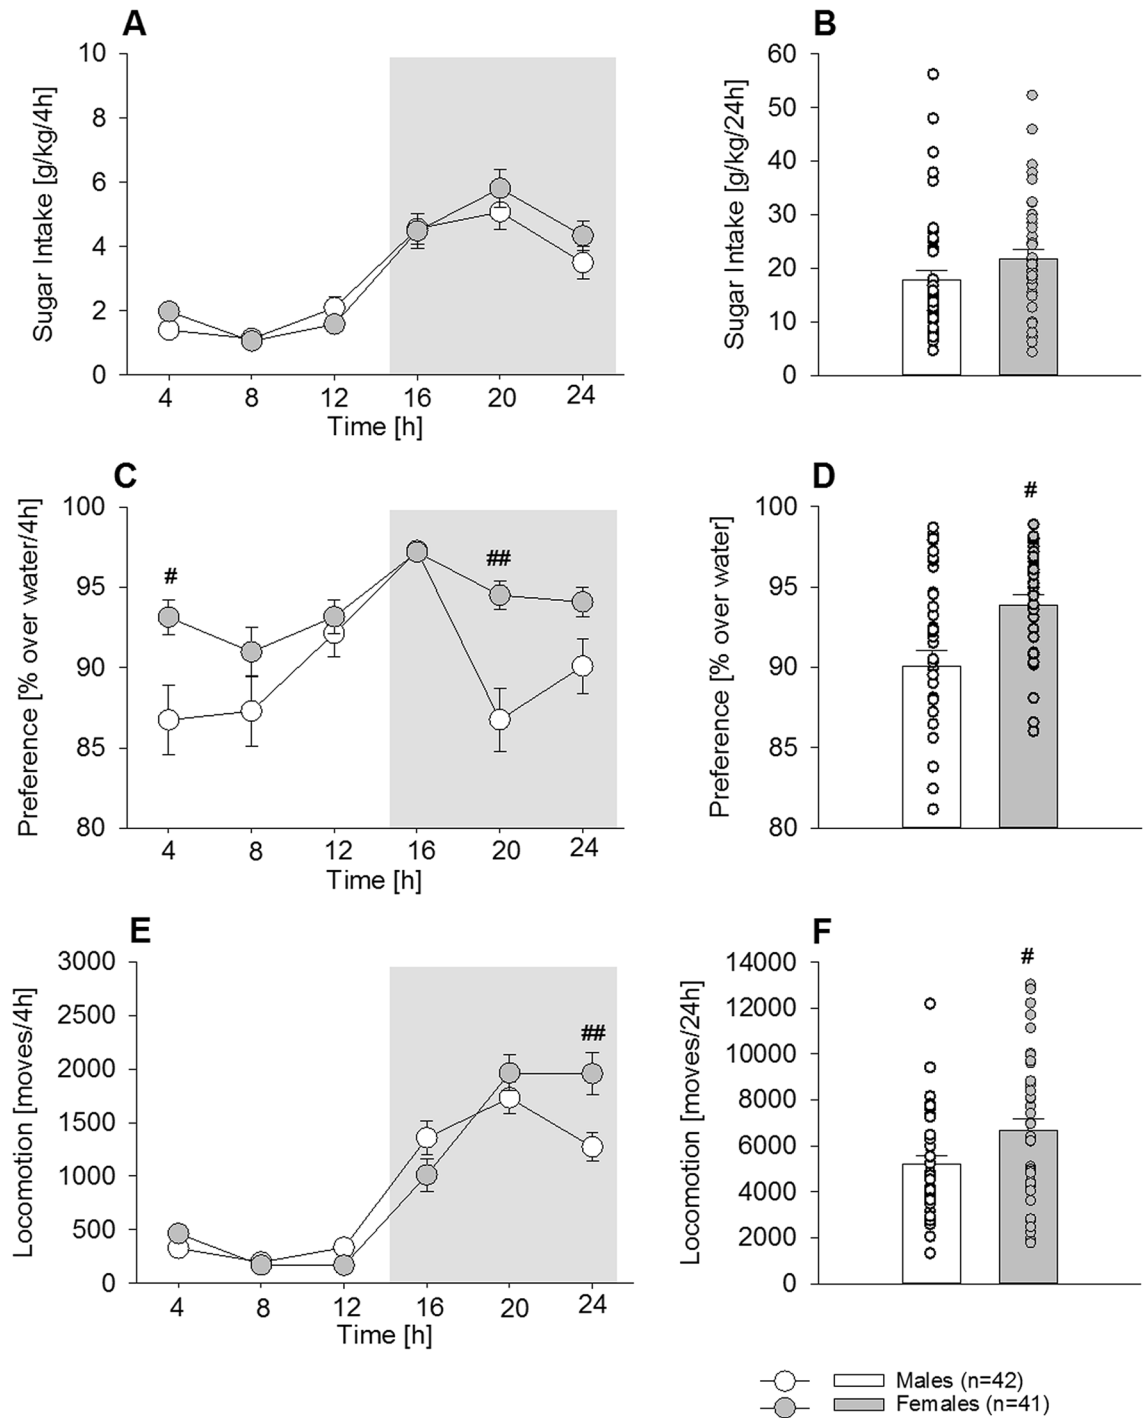 A
Sugar Intake [g/kg/4h]
10
8
6
4
2
0
4 8 12 16 20 24
Time [h]
B
Sugar Intake [g/kg/24h]
60
50
40
30
20
10
0
C
Preference [% over water/4h]
100
95
90
85
80
#
##
4 8 12 16 20 24
Time [h]
D
Preference [% over water]
100
95
90
85
80
#
E
Locomotion [moves/4h]
3000
2500
2000
1500
1000
500
0
##
4 8 12 16 20 24
Time [h]
F
Locomotion [moves/24h]
14000
12000
10000
8000
6000
4000
2000
0
#
Males (n=42)
Females (n=41)